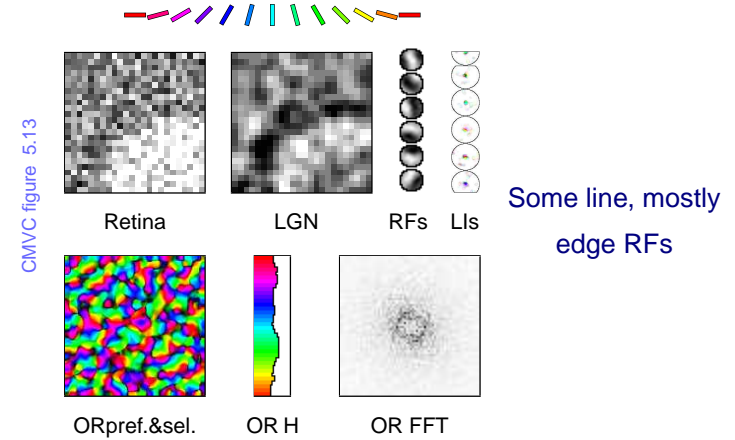 CMVC figure 5.13
Retina
LGN
RFs
LIs
Some line, mostly
edge RFs
ORpref.&sel.
OR H
OR FFT